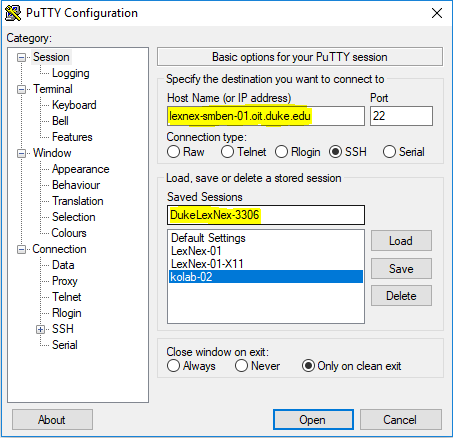 PuTTY Configuration
Category:
Session
Logging
Terminal
Keyboard
Bell
Features
Window
Appearance
Behaviour
Translation
Selection
Colours
Connection
Data
Proxy
Telnet
Rlogin
SSH
Serial
Basic options for your PuTTY session
Specify the destination you want to connect to
Host Name (or IP address) Port
lexnex-smben-01.oit.duke.edu 22
Connection type:
Raw Telnet Rlogin SSH Serial
Load, save or delete a stored session
Saved Sessions
DukeLexNex-3306
Default Settings
LexNex-01
LexNex-01-X11
kolab-02
Load
Save
Delete
Close window on exit:
Always Never Only on clean exit
About Open Cancel